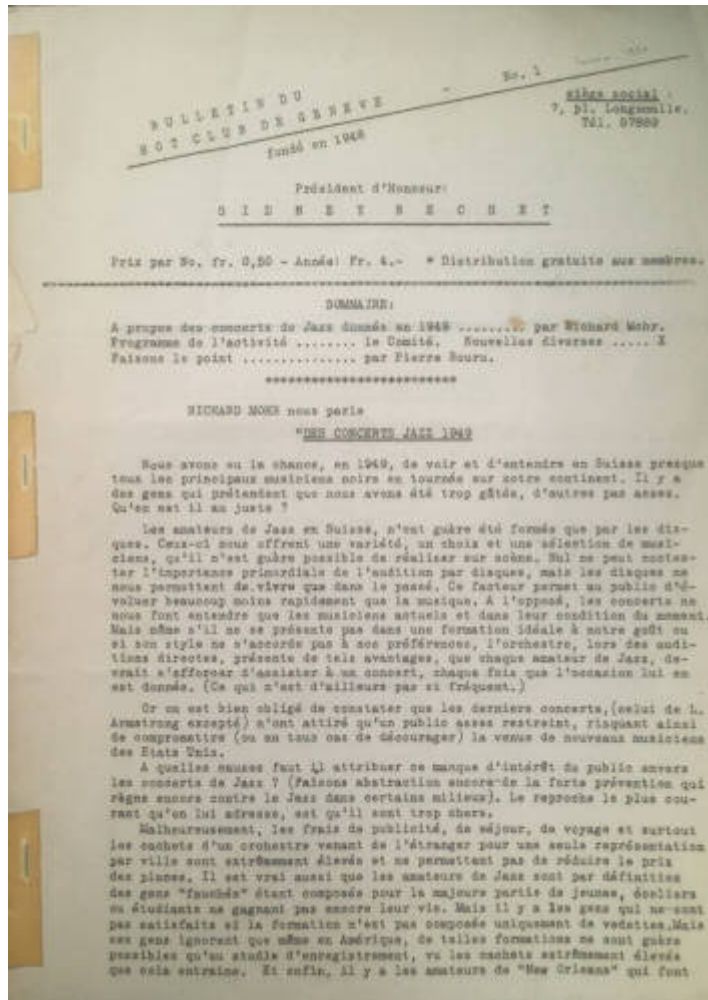 BULLETIN DU
HOT CLUB DE GENEVE - No. 1
fondé en 1948
siège social :
7, pl. Longemalle.
Tél. 57889
Président d'Honneur:
S I D N E Y B E C H E T
Prix par No. fr. 0,50 - Année: Fr. 4.- * Distribution gratuite aux membres.
SOMMAIRE:
A propos des concerts de Jazz donnés en 1949 ........ par Richard Mohr.
Programme de l'activité ........ le Comité. Nouvelles diverses ..... X
Faisons le point ............... par Pierre Bouru.
*************************
RICHARD MOHR nous parle
"DES CONCERTS JAZZ 1949
Nous avons eu la chance, en 1949, de voir et d'entendre en Suisse presque
tous les principaux musiciens noirs en tournée sur notre continent. Il y a
des gens qui prétendent que nous avons été trop gâtés, d'autres pas assez.
Qu'en est il au juste ?
Les amateurs de Jazz en Suisse, n'ont guère été formés que par les dis-
ques. Ceux-ci nous offrent une variété, un choix et une sélection de musi-
ciens, qu'il n'est guère possible de réaliser sur scène. Nul ne peut contes-
ter l'importance primordiale de l'audition par disques, mais les disques ne
nous permettent de vivre que dans le passé. Ce facteur permet au public d'é-
voluer beaucoup moins rapidement que la musique. A l'opposé, les concerts ne
nous font entendre que les musiciens actuels et dans leur condition du moment.
Mais même s'il ne se présente pas dans une formation idéale à notre goût ou
si son style ne s'accorde pas à nos préférences, l'orchestre, lors des audi-
tions directes, présente de tels avantages, que chaque amateur de Jazz, de-
vrait s'efforcer d'assister à un concert, chaque fois que l'occasion lui en
est donnée. (Ce qui n'est d'ailleurs pas si fréquent.)
Or on est bien obligé de constater que les derniers concerts,(celui de L.
Armstrong excepté) n'ont attiré qu'un public assez restreint, risquant ainsi
de compromettre (ou en tous cas de décourager) la venue de nouveaux musiciens
des Etats Unis.
A quelles causes faut il attribuer ce manque d'intérêt du public envers
les concerts de Jazz ? (Faisons abstraction encore de la forte prévention qui
règne encore contre le Jazz dans certains milieux). Le reproche le plus cou-
rant qu'on lui adresse, est qu'ils sont trop chers.
Malheureusement, les frais de publicité, de séjour, de voyage et surtout
les cachets d'un orchestre venant de l'étranger pour une seule représentation
par ville sont extrêmement élevés et ne permettant pas de réduire le prix
des places. Il est vrai aussi que les amateurs de Jazz sont par définition
des gens "fauchés" étant composés pour la majeure partie de jeunes, écoliers
ou étudiants ne gagnant pas encore leur vie. Mais il y a les gens qui ne sont
pas satisfaits si la formation n'est pas composée uniquement de vedettes.Mais
ces gens ignorent que même en Amérique, de telles formations ne sont guère
possibles qu'au studio d'enregistrement, vu les cachets extrêmement élevés
que cela entraine. Et enfin, il y a les amateurs de "New Orleans" qui font